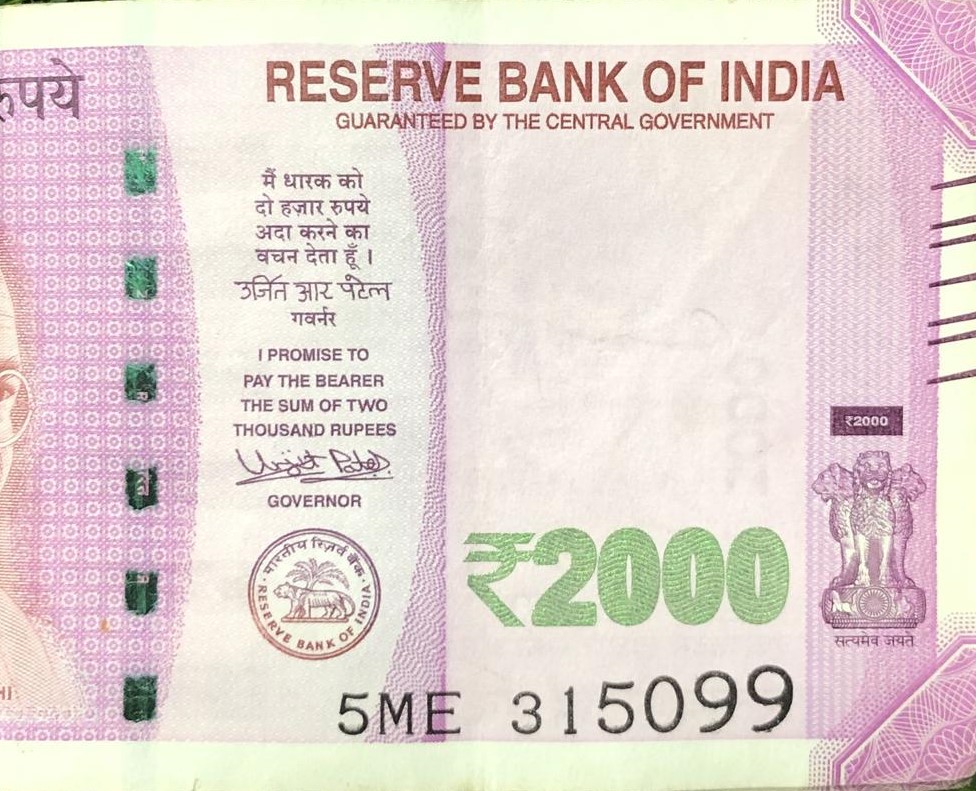 रुपये
RESERVE BANK OF INDIA
GUARANTEED BY THE CENTRAL GOVERNMENT
मैं धारक को
दो हज़ार रुपये
अदा करने का
वचन देता हूँ ।
उर्जित आर पटेल
गवर्नर
I PROMISE TO
PAY THE BEARER
THE SUM OF TWO
THOUSAND RUPEES
Urjit Patel
GOVERNOR
भारतीय रिज़र्व बैंक
RESERVE BANK OF INDIA
₹2000
₹2000
सत्यमेव जयते
5ME 315099